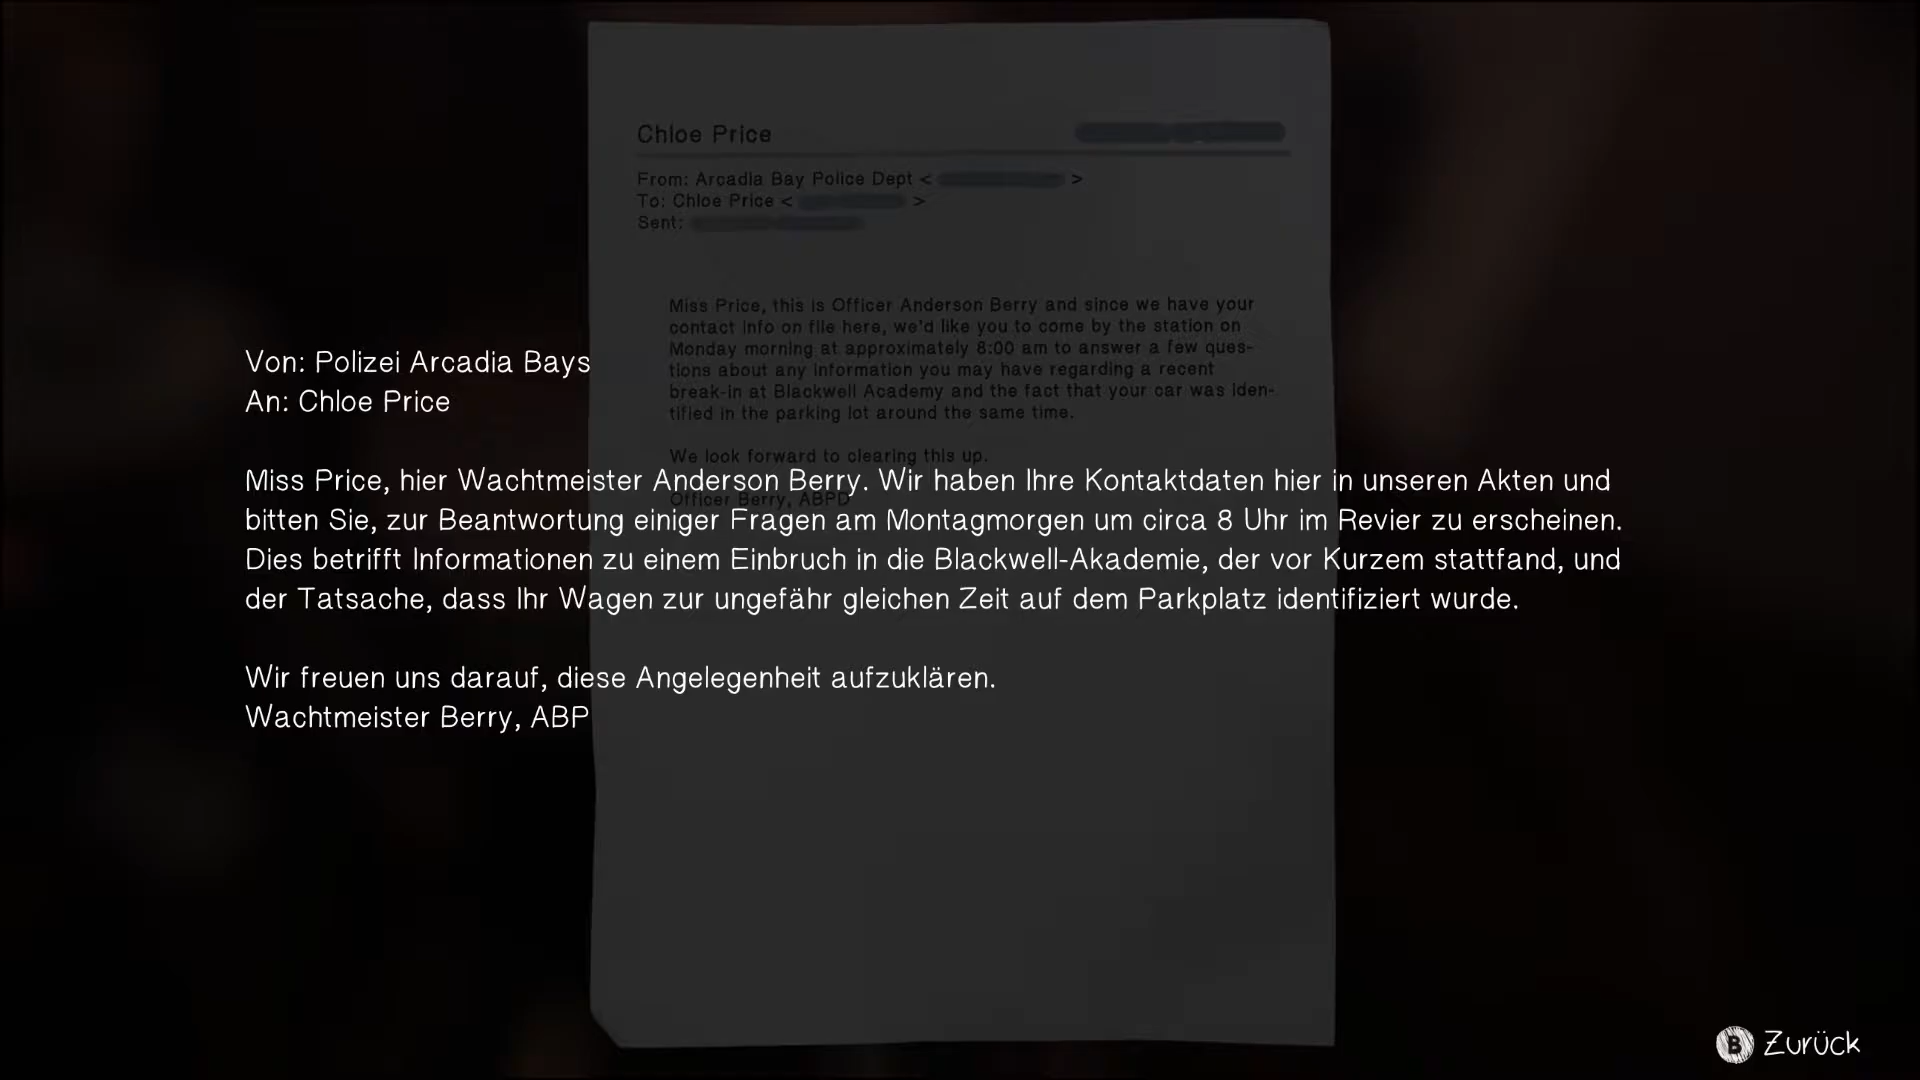 Chloe Price
From: Arcadia Bay Police Dept < >
To: Chloe Price < >
Sent:
Miss Price, this is Officer Anderson Berry and since we have your
contact info on file here, we'd like you to come by the station on
Monday morning at approximately 8:00 am to answer a few ques-
tions about any information you may have regarding a recent
break-in at Blackwell Academy and the fact that your car was iden-
tified in the parking lot around the same time.
We look forward to clearing this up.
Officer Berry, ABPD
Von: Polizei Arcadia Bays
An: Chloe Price
Miss Price, hier Wachtmeister Anderson Berry. Wir haben Ihre Kontaktdaten hier in unseren Akten und
bitten Sie, zur Beantwortung einiger Fragen am Montagmorgen um circa 8 Uhr im Revier zu erscheinen.
Dies betrifft Informationen zu einem Einbruch in die Blackwell-Akademie, der vor Kurzem stattfand, und
der Tatsache, dass Ihr Wagen zur ungefähr gleichen Zeit auf dem Parkplatz identifiziert wurde.
Wir freuen uns darauf, diese Angelegenheit aufzuklären.
Wachtmeister Berry, ABP
B Zurück